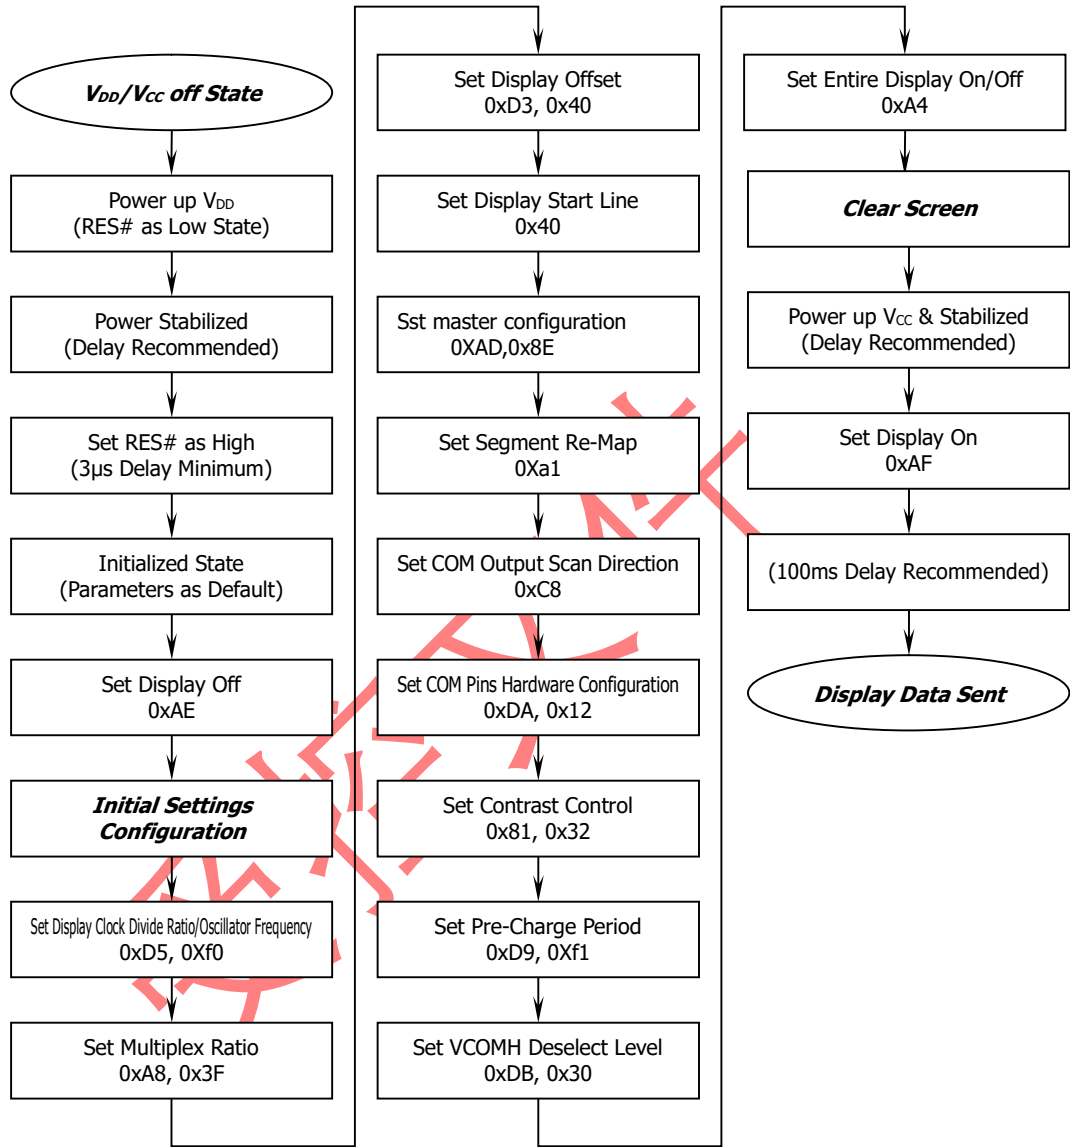 V_DD/V_CC off State
Power up V_DD
(RES# as Low State)
Power Stabilized
(Delay Recommended)
Set RES# as High
(3μs Delay Minimum)
Initialized State
(Parameters as Default)
Set Display Off
0xAE
Initial Settings
Configuration
Set Display Clock Divide Ratio/Oscillator Frequency
0xD5, 0Xf0
Set Multiplex Ratio
0xA8, 0x3F
Set Display Offset
0xD3, 0x40
Set Display Start Line
0x40
Sst master configuration
0XAD,0x8E
Set Segment Re-Map
0Xa1
Set COM Output Scan Direction
0xC8
Set COM Pins Hardware Configuration
0xDA, 0x12
Set Contrast Control
0x81, 0x32
Set Pre-Charge Period
0xD9, 0Xf1
Set VCOMH Deselect Level
0xDB, 0x30
Set Entire Display On/Off
0xA4
Clear Screen
Power up V_CC & Stabilized
(Delay Recommended)
Set Display On
0xAF
(100ms Delay Recommended)
Display Data Sent